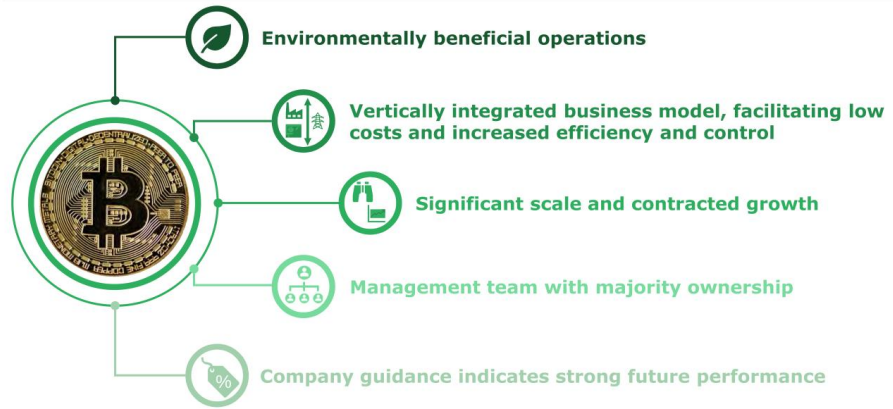 Environmentally beneficial operations
Vertically integrated business model, facilitating low
costs and increased efficiency and control
Significant scale and contracted growth
Management team with majority ownership
%
Company guidance indicates strong future performance